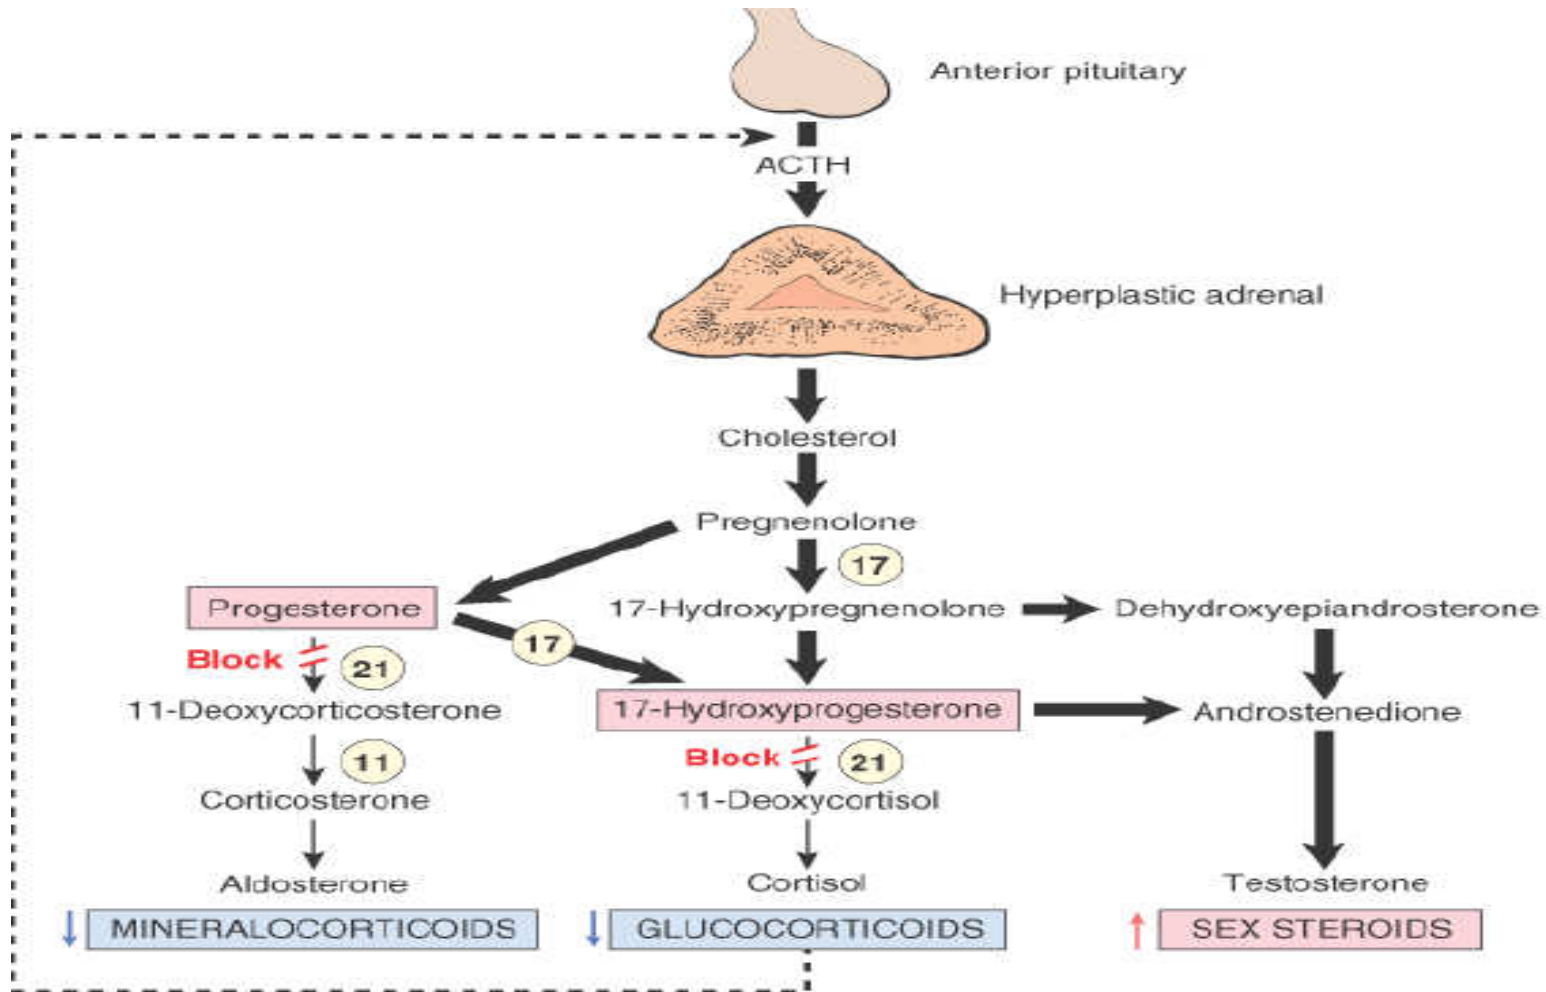 Anterior pituitary
ACTH
Hyperplastic adrenal
Cholesterol
Pregnenolone
17
Progesterone
17-Hydroxypregnenolone
Dehydroxyepiandrosterone
17
Block
21
11-Deoxycorticosterone
17-Hydroxyprogesterone
Androstenedione
Block
21
11
Corticosterone
11-Deoxycortisol
Aldosterone
Cortisol
Testosterone
MINERALOCORTICOIDS
GLUCOCORTICOIDS
SEX STEROIDS